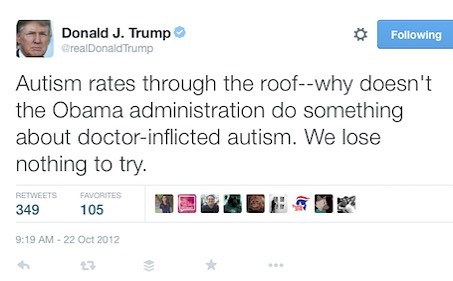 Donald J. Trump
@realDonaldTrump
Following
Autism rates through the roof--why doesn't
the Obama administration do something
about doctor-inflicted autism. We lose
nothing to try.
RETWEETS FAVORITES
349 105
9:19 AM - 22 Oct 2012